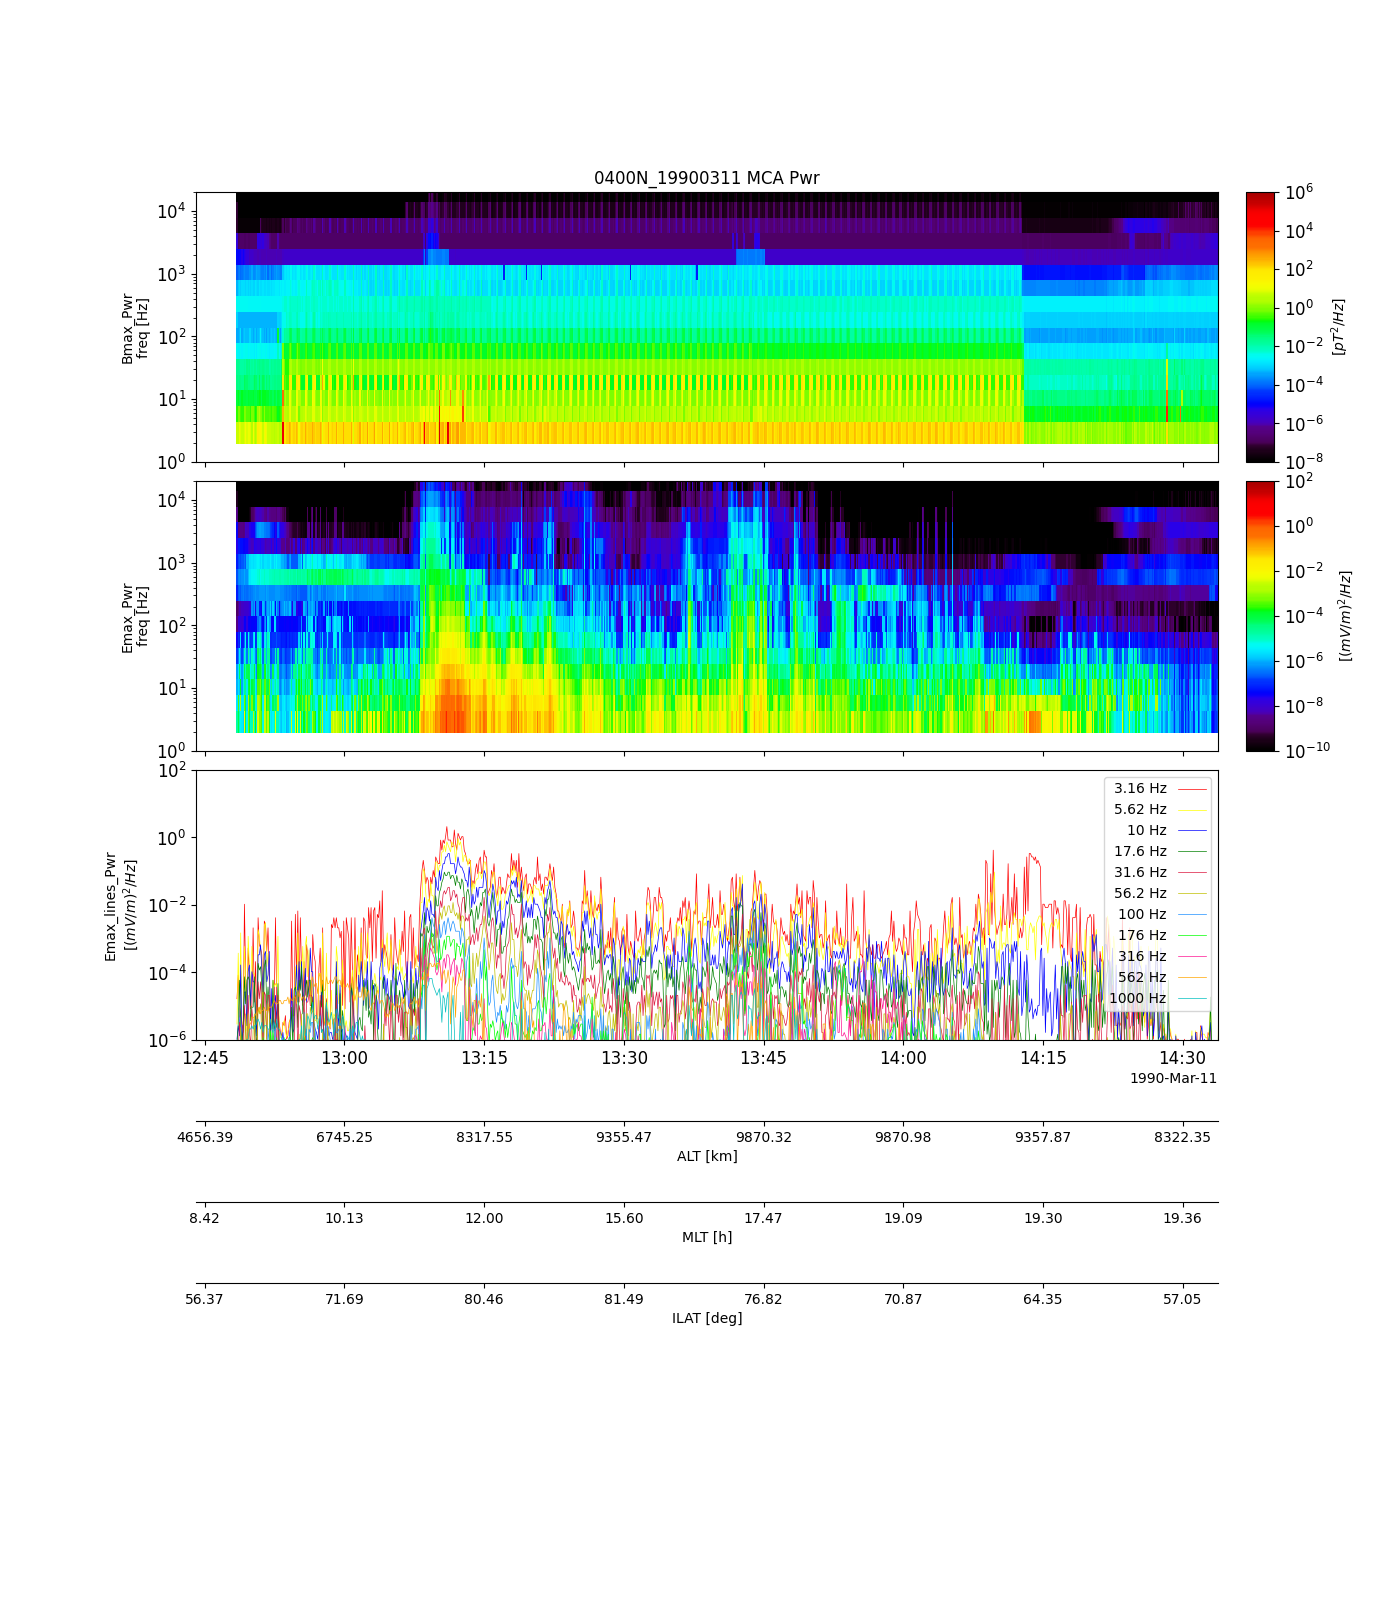 0400N_19900311 MCA Pwr
10^4
10^3
10^2
10^1
10^0
Bmax_Pwr
freq [Hz]
10^6
10^4
10^2
10^0
10^-2
10^-4
10^-6
10^-8
[pT^2/Hz]
10^4
10^3
10^2
10^1
10^0
Emax_Pwr
freq [Hz]
10^2
10^0
10^-2
10^-4
10^-6
10^-8
10^-10
[(mV/m)^2/Hz]
10^2
10^0
10^-2
10^-4
10^-6
Emax_lines_Pwr
[(mV/m)^2/Hz]
3.16 Hz
5.62 Hz
10 Hz
17.6 Hz
31.6 Hz
56.2 Hz
100 Hz
176 Hz
316 Hz
562 Hz
1000 Hz
12:45 13:00 13:15 13:30 13:45 14:00 14:15 14:30
1990-Mar-11
4656.39 6745.25 8317.55 9355.47 9870.32 9870.98 9357.87 8322.35
ALT [km]
8.42 10.13 12.00 15.60 17.47 19.09 19.30 19.36
MLT [h]
56.37 71.69 80.46 81.49 76.82 70.87 64.35 57.05
ILAT [deg]